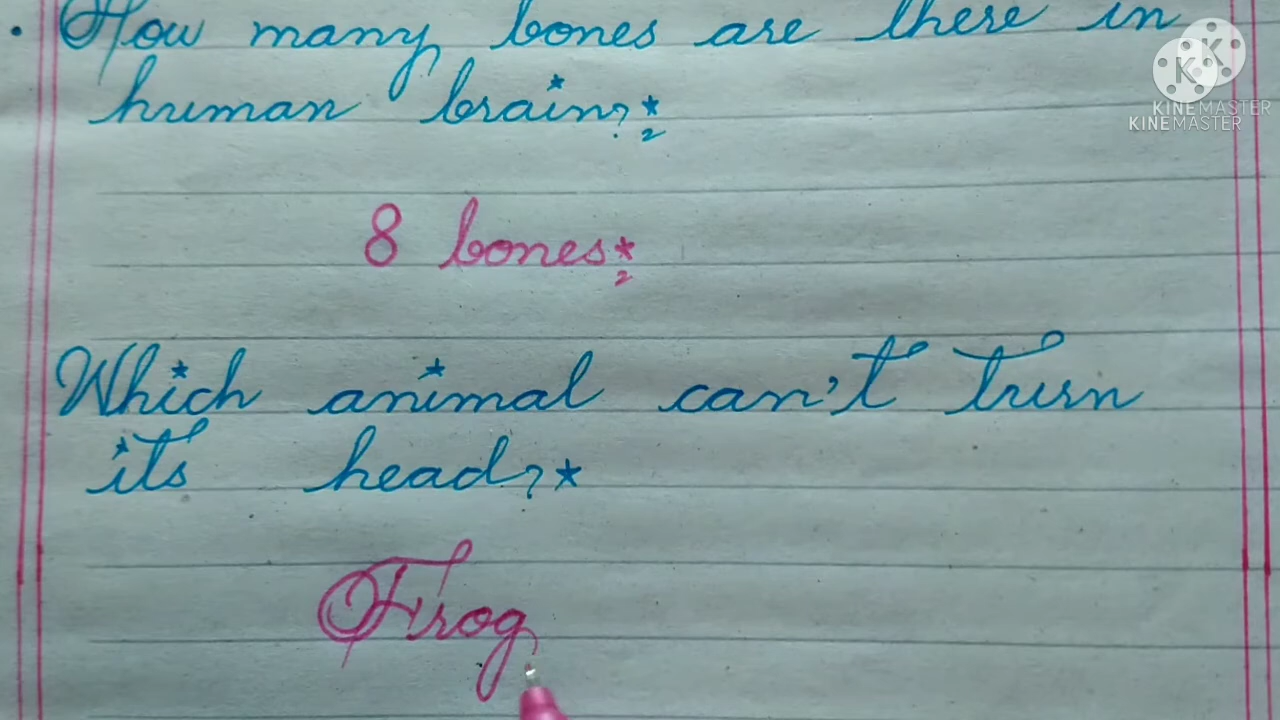 How many bones are there in
human brain?
8 bones
Which animal can't turn
its head?
Frog
KINEMASTER
KINEMASTER